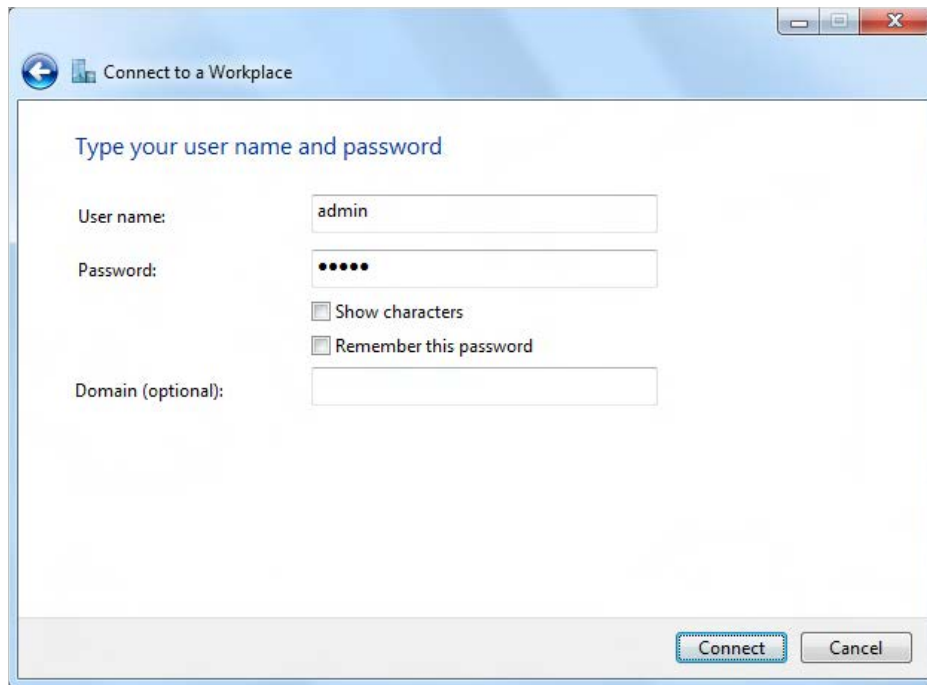 Connect to a Workplace
Type your user name and password
User name:
admin
Password:
•••••
Show characters
Remember this password
Domain (optional):
Connect
Cancel